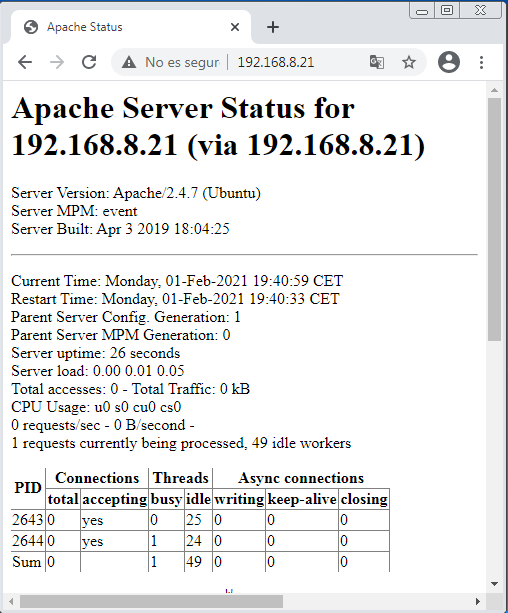 Apache Status
No es segur
192.168.8.21
Apache Server Status for
192.168.8.21 (via 192.168.8.21)
Server Version: Apache/2.4.7 (Ubuntu)
Server MPM: event
Server Built: Apr 3 2019 18:04:25
Current Time: Monday, 01-Feb-2021 19:40:59 CET
Restart Time: Monday, 01-Feb-2021 19:40:33 CET
Parent Server Config. Generation: 1
Parent Server MPM Generation: 0
Server uptime: 26 seconds
Server load: 0.00 0.01 0.05
Total accesses: 0 - Total Traffic: 0 kB
CPU Usage: u0 s0 cu0 cs0
0 requests/sec - 0 B/second -
1 requests currently being processed, 49 idle workers
PID Connections Threads Async connections
total accepting busy idle writing keep-alive closing
2643 0 yes 0 25 0 0 0
2644 0 yes 1 24 0 0 0
Sum 0 1 49 0 0 0